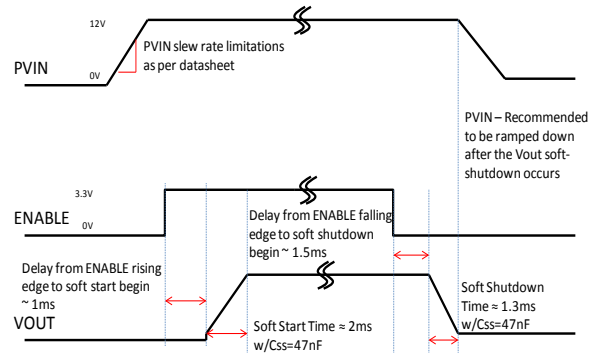 12V
PVIN slew rate limitations
as per datasheet
PVIN
0V
PVIN – Recommended
to be ramped down
after the Vout soft-
shutdown occurs
3.3V
ENABLE
0V
Delay from ENABLE falling
edge to soft shutdown
begin ~ 1.5ms
Delay from ENABLE rising
edge to soft start begin
~ 1ms
VOUT
Soft Start Time ≈ 2ms
w/Css=47nF
Soft Shutdown
Time ≈ 1.3ms
w/Css=47nF